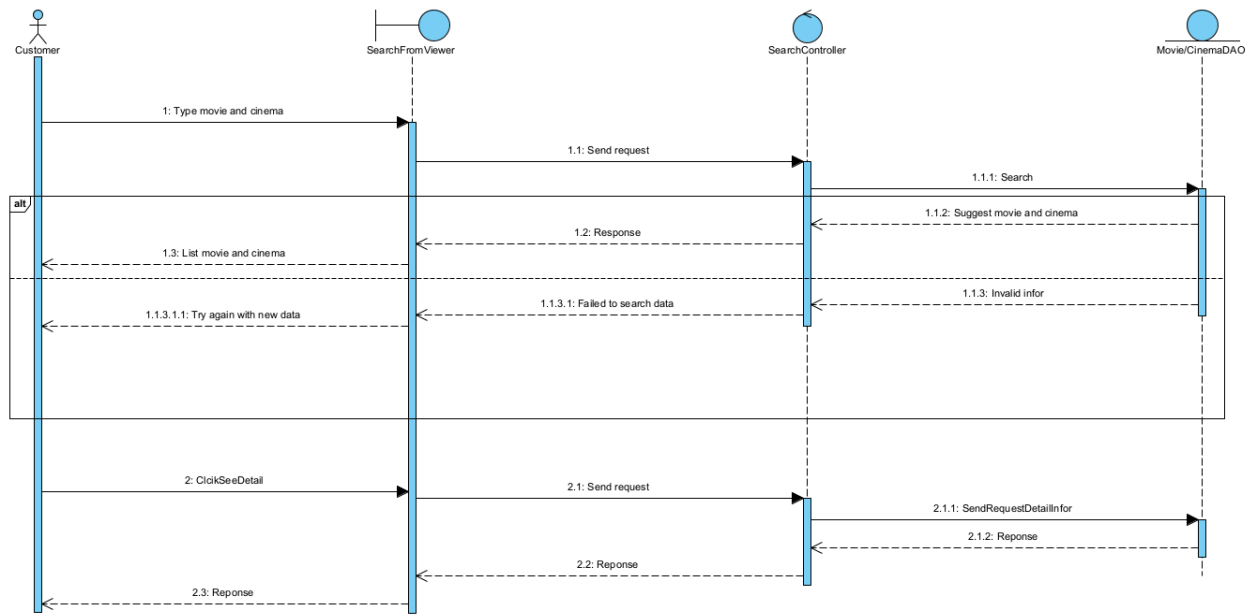 Customer
SearchFromViewer
SearchController
Movie/CinemaDAO
1: Type movie and cinema
1.1: Send request
1.1.1: Search
alt
1.1.2: Suggest movie and cinema
1.2: Response
1.3: List movie and cinema
1.1.3: Invalid infor
1.1.3.1: Failed to search data
1.1.3.1.1: Try again with new data
2: ClcikSeeDetail
2.1: Send request
2.1.1: SendRequestDetailInfor
2.1.2: Reponse
2.2: Reponse
2.3: Reponse